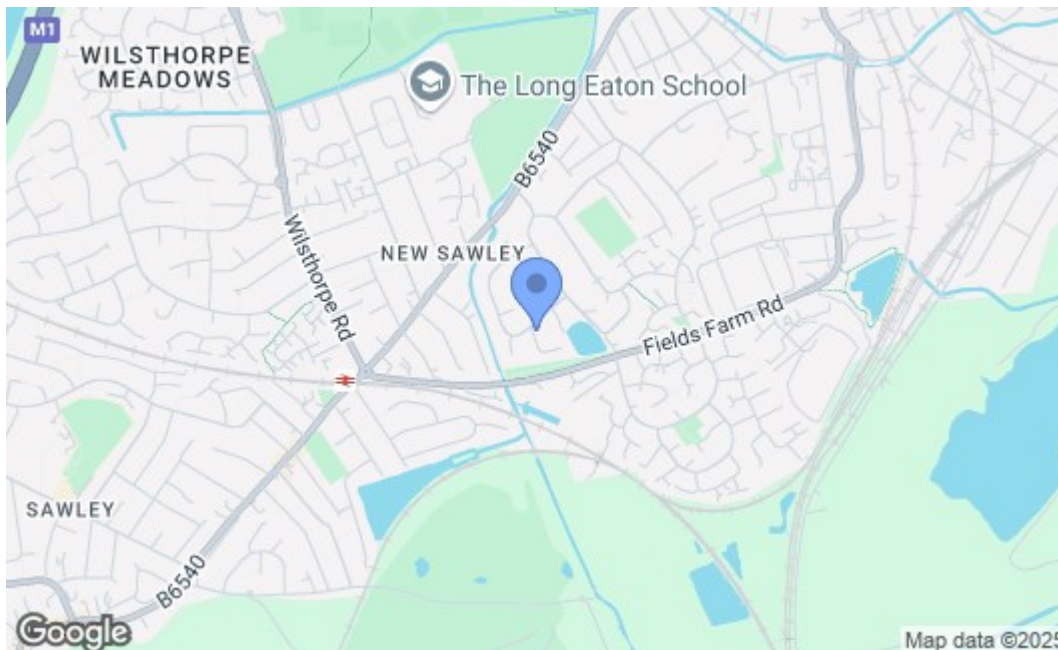 M1
WILSTHORPE
MEADOWS
The Long Eaton School
B6540
Wilsthorpe Rd
NEW SAWLEY
Fields Farm Rd
SAWLEY
B6540
Google
Map data ©2025